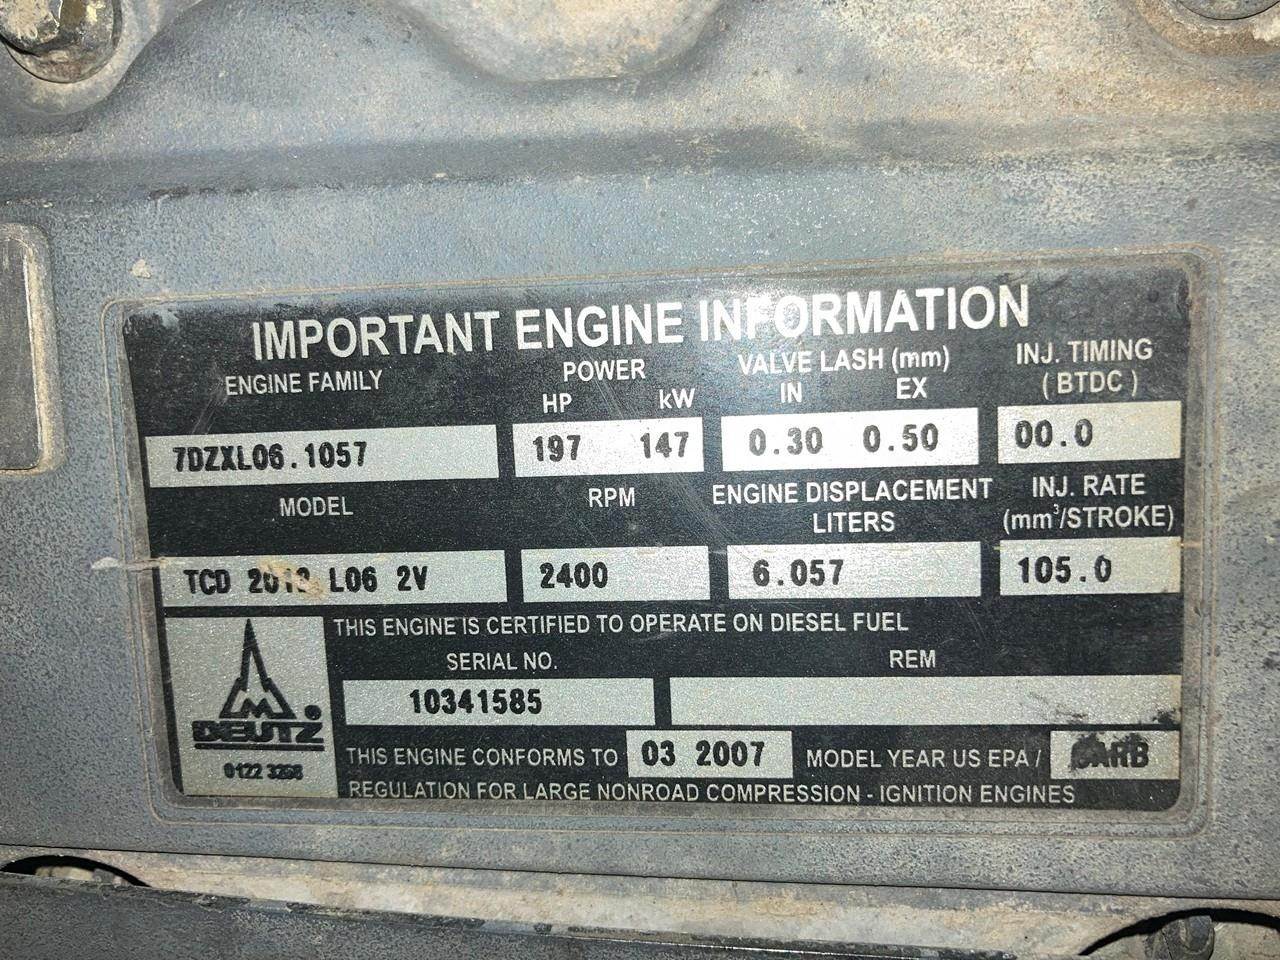 IMPORTANT ENGINE INFORMATION
ENGINE FAMILY POWER VALVE LASH (mm) INJ. TIMING
HP kW IN EX ( BTDC )
7DZXL06.1057 197 147 0.30 0.50 00.0
MODEL RPM ENGINE DISPLACEMENT INJ. RATE
LITERS (mm³/STROKE)
TCD L06 2V 2400 6.057 105.0
THIS ENGINE IS CERTIFIED TO OPERATE ON DIESEL FUEL
SERIAL NO. REM
10341585
DEUTZ
THIS ENGINE CONFORMS TO 03 2007 MODEL YEAR US EPA / CARB
0122
REGULATION FOR LARGE NONROAD COMPRESSION - IGNITION ENGINES